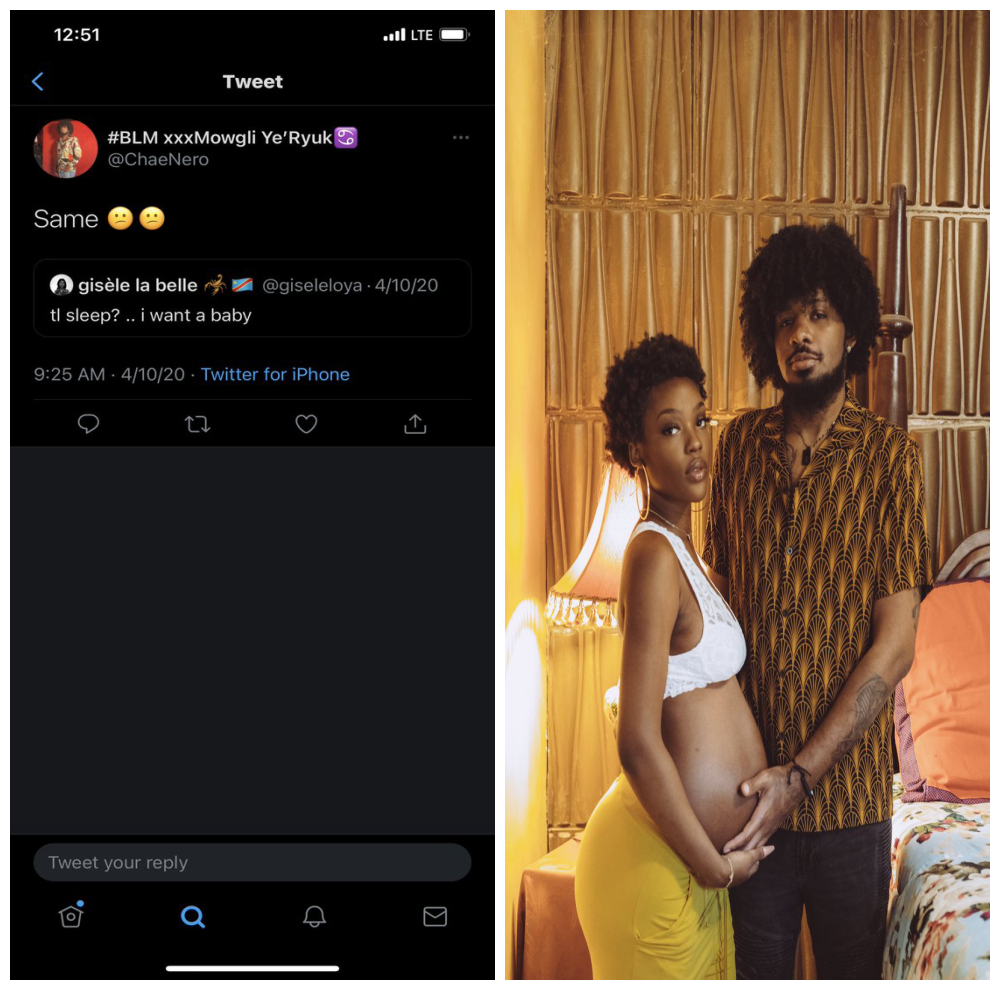 12:51
LTE
Tweet
#BLM xxxMowgli Ye’Ryuk♋
@ChaeNero
Same 😕 😕
gisèle la belle 🦂 🇨🇩 @giseleloya · 4/10/20
tl sleep? .. i want a baby
9:25 AM · 4/10/20 · Twitter for iPhone
Tweet your reply